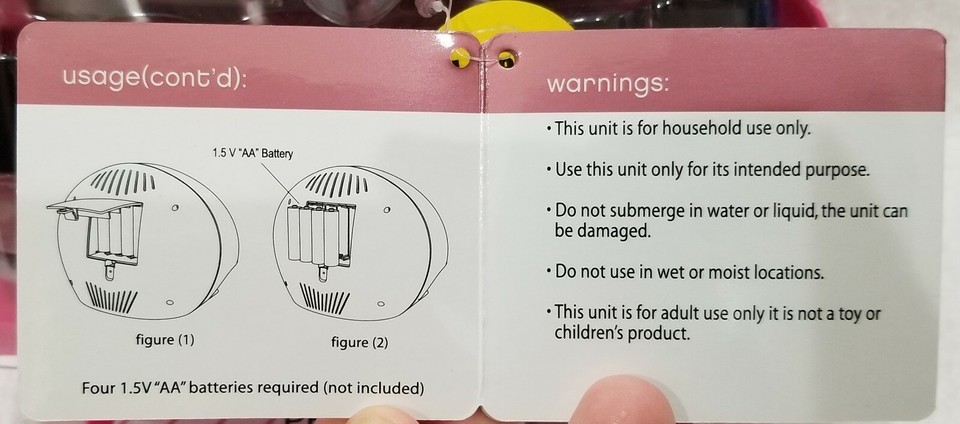 usage(cont'd):
1.5 V "AA" Battery
figure (1)
figure (2)
Four 1.5V "AA" batteries required (not included)
warnings:
• This unit is for household use only.
• Use this unit only for its intended purpose.
• Do not submerge in water or liquid, the unit can
be damaged.
• Do not use in wet or moist locations.
• This unit is for adult use only it is not a toy or
children's product.